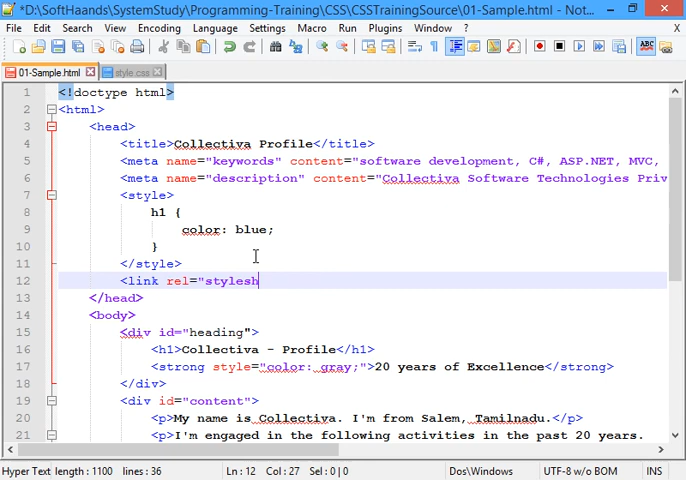 *D:\SoftHaands\SystemStudy\Programming-Training\CSS\CSSTrainingSource\01-Sample.html - Not...
File Edit Search View Encoding Language Settings Macro Run Plugins Window ? X
01-Sample.html style.css
1 <!doctype html>
2 <html>
3 <head>
4 <title>Collectiva Profile</title>
5 <meta name="keywords" content="software development, C#, ASP.NET, MVC,
6 <meta name="description" content="Collectiva Software Technologies Priv
7 <style>
8 h1 {
9 color: blue;
10 }
11 </style>
12 <link rel="stylesh
13 </head>
14 <body>
15 <div id="heading">
16 <h1>Collectiva - Profile</h1>
17 <strong style="color: gray;">20 years of Excellence</strong>
18 </div>
19 <div id="content">
20 <p>My name is Collectiva. I'm from Salem, Tamilnadu.</p>
21 <p>I'm engaged in the following activities in the past 20 years.
Hyper Text length : 1100 lines : 36 Ln : 12 Col : 27 Sel : 0 | 0 Dos\Windows UTF-8 w/o BOM INS